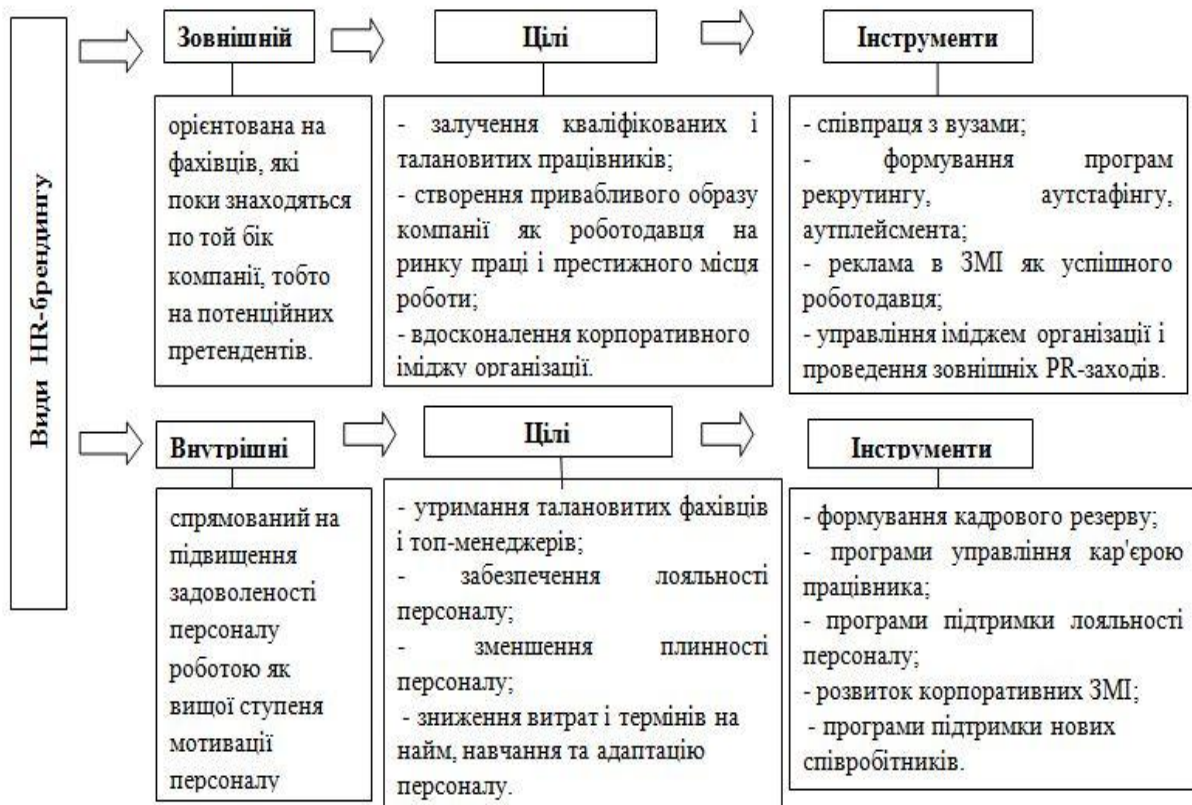 Види HR-брендингу
Зовнішній
Цілі
Інструменти
орієнтована на
фахівців, які
поки знаходяться
по той бік
компанії, тобто
на потенційних
претендентів.
- залучення кваліфікованих і
талановитих працівників;
- створення привабливого образу
компанії як роботодавця на
ринку праці і престижного місця
роботи;
- вдосконалення корпоративного
іміджу організації.
- співпраця з вузами;
- формування програм
рекрутингу, аутстафінгу,
аутплейсмента;
- реклама в ЗМІ як успішного
роботодавця;
- управління іміджем організації і
проведення зовнішніх PR-заходів.
Внутрішні
Цілі
Інструменти
спрямований на
підвищення
задоволеності
персоналу
роботою як
вищої ступеня
мотивації
персоналу
- утримання талановитих фахівців
і топ-менеджерів;
- забезпечення лояльності
персоналу;
- зменшення плинності
персоналу;
- зниження витрат і термінів на
найм, навчання та адаптацію
персоналу.
- формування кадрового резерву;
- програми управління кар'єрою
працівника;
- програми підтримки лояльності
персоналу;
- розвиток корпоративних ЗМІ;
- програми підтримки нових
співробітників.